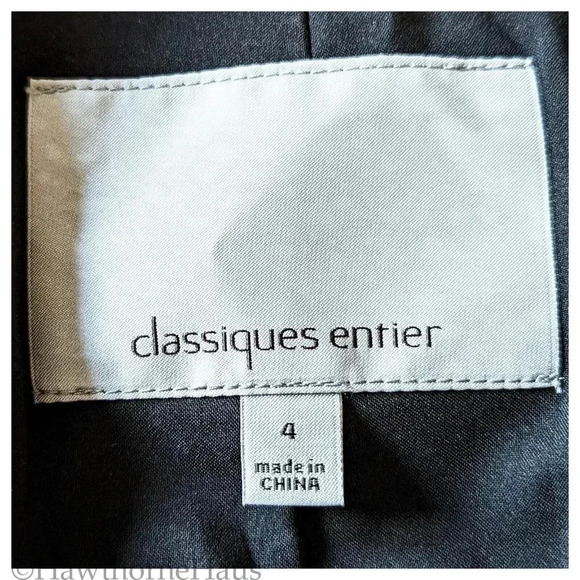 classiques entier
4
made in
CHINA
©HawthorneHaus